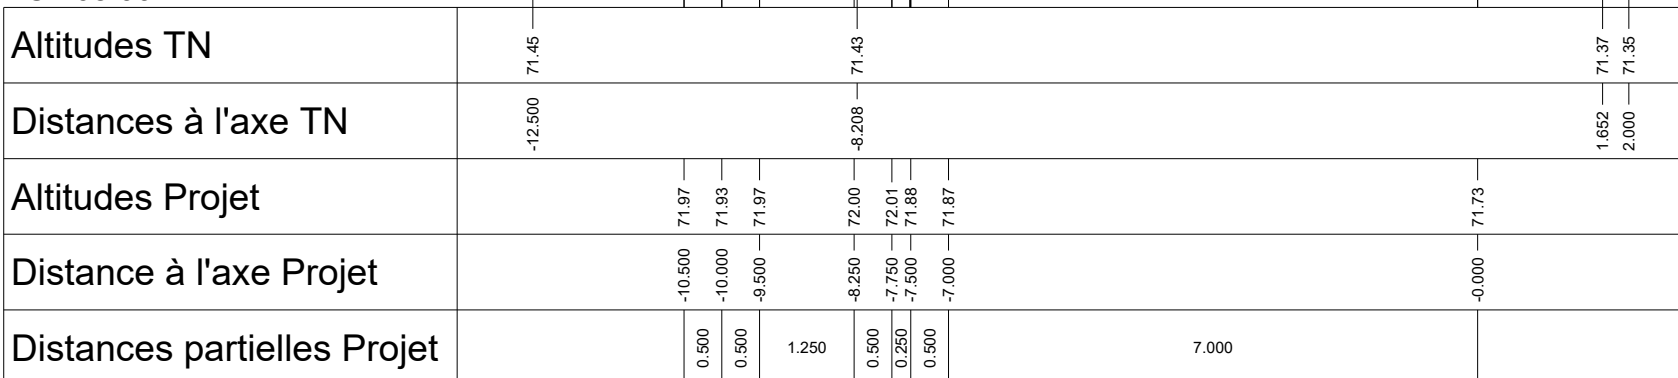 Altitudes TN 71.45 71.43 71.37 71.35
Distances à l'axe TN -12.500 -8.208 1.652 2.000
Altitudes Projet 71.97 71.93 71.97 72.00 72.01 71.88 71.87 71.73
Distance à l'axe Projet -10.500 -10.000 -9.500 -8.250 -7.750 -7.500 -7.000 -0.000
Distances partielles Projet 0.500 0.500 1.250 0.500 0.250 0.500 7.000